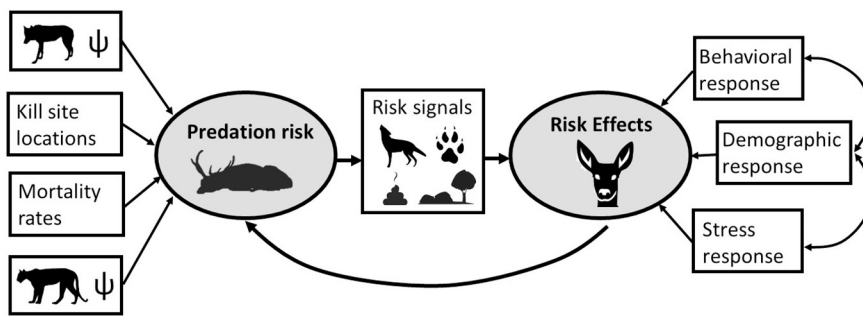 ψ
Kill site
locations
Mortality
rates
ψ
Predation risk
Risk signals
Risk Effects
Behavioral
response
Demographic
response
Stress
response